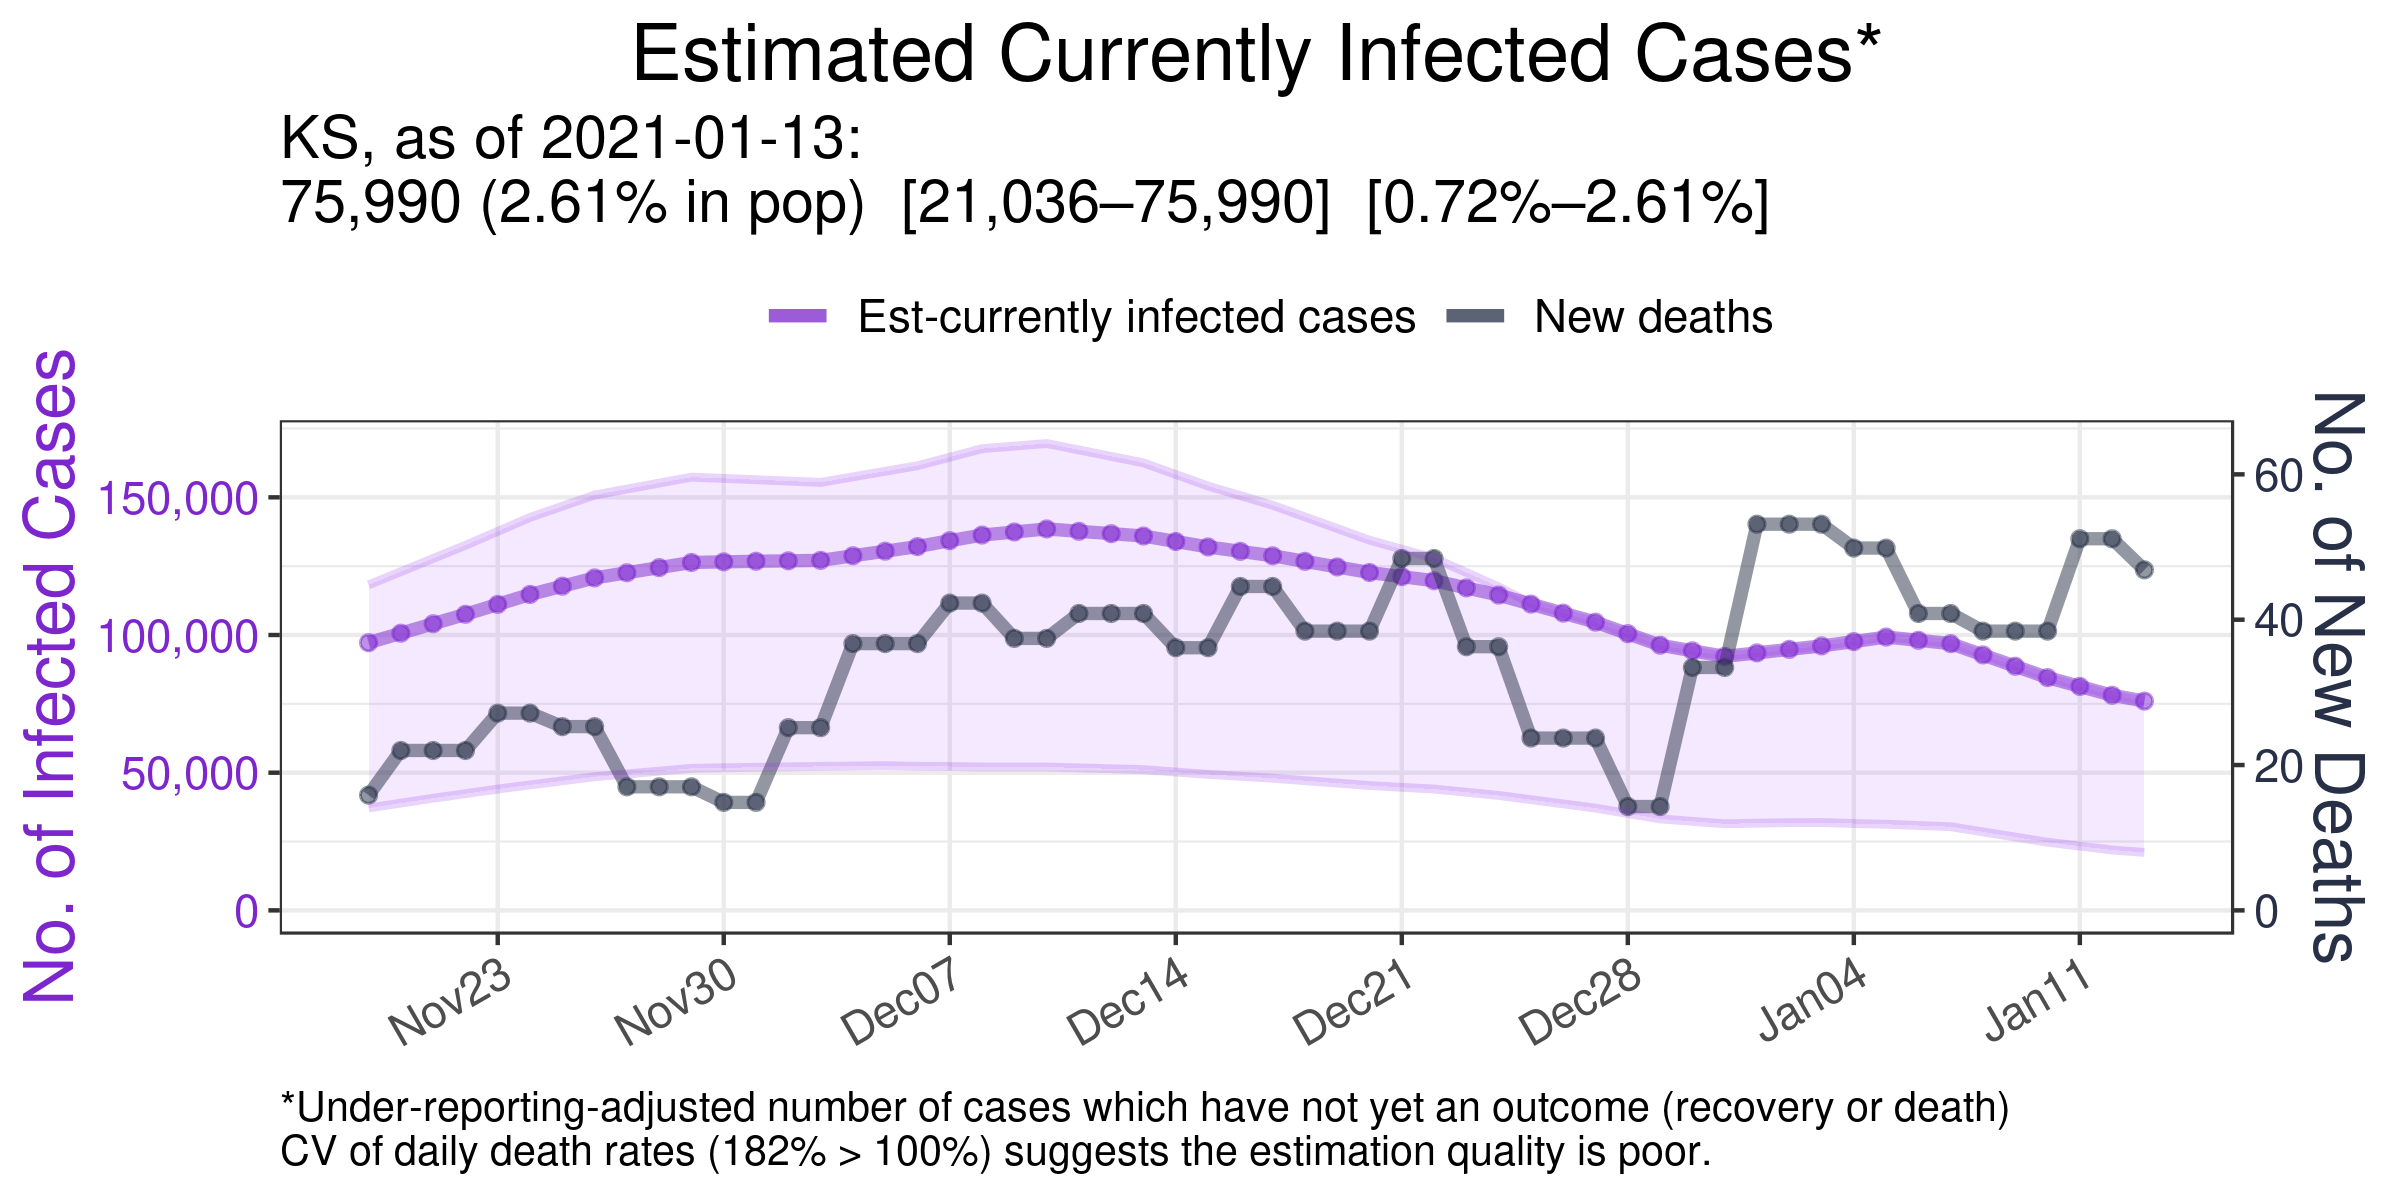 Estimated Currently Infected Cases*
KS, as of 2021-01-13:
75,990 (2.61% in pop)  [21,036–75,990]  [0.72%–2.61%]
Est-currently infected cases
New deaths
No. of Infected Cases
150,000
100,000
50,000
0
60
40
20
0
No. of New Deaths
Nov23
Nov30
Dec07
Dec14
Dec21
Dec28
Jan04
Jan11
*Under-reporting-adjusted number of cases which have not yet an outcome (recovery or death)
CV of daily death rates (182% > 100%) suggests the estimation quality is poor.